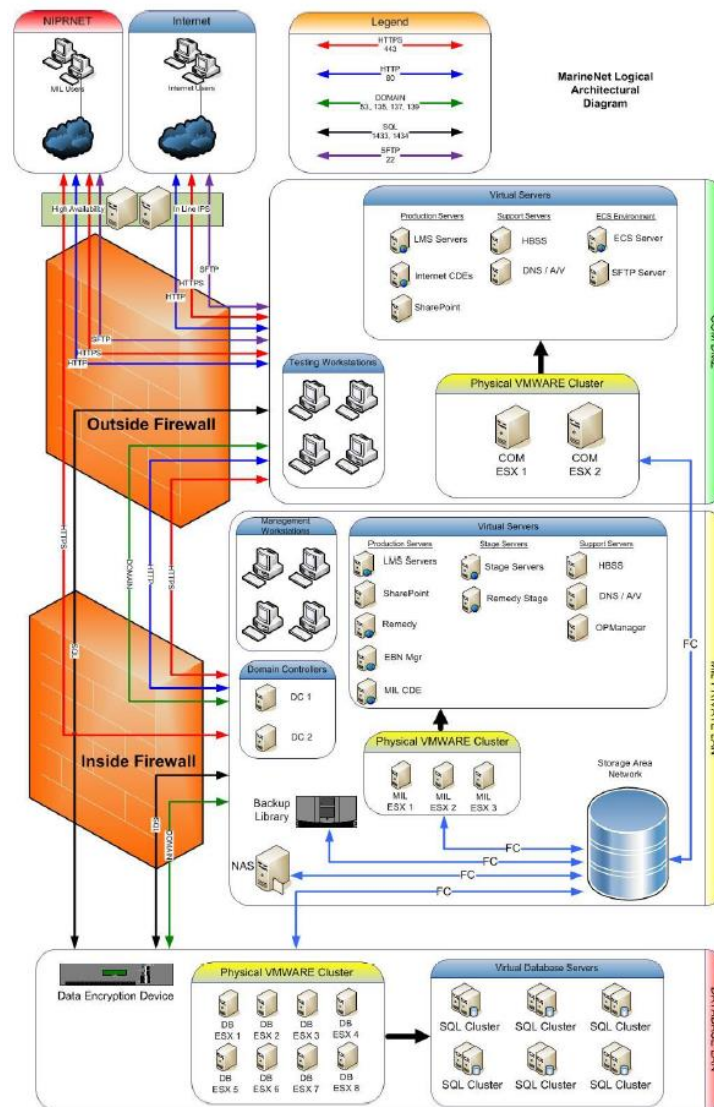 NIPRNET
MIL Users
Internet
Internet Users
Legend
HTTPS
443
HTTP
80
DOMAIN
53, 135, 137, 139
SQL
1433, 1434
SFTP
22
MarineNet Logical
Architectural
Diagram
High Availability
In Line IPS
SFTP
HTTPS
HTTP
SFTP
HTTPS
HTTP
Outside Firewall
Virtual Servers
Production Servers
LMS Servers
Internet CDEs
SharePoint
Support Servers
HBSS
DNS / A/V
ECS Environment
ECS Server
SFTP Server
Testing Workstations
Physical VMWARE Cluster
COM
ESX 1
COM
ESX 2
HTTPS
DOMAIN
HTTP
HTTPS
SQL
Inside Firewall
Management
Workstations
Virtual Servers
Production Servers
LMS Servers
SharePoint
Remedy
EBN Mgr
MIL CDE
Stage Servers
Stage Servers
Remedy Stage
Support Servers
HBSS
DNS / A/V
OPManager
FC
Domain Controllers
DC 1
DC 2
Physical VMWARE Cluster
MIL
ESX 1
MIL
ESX 2
MIL
ESX 3
Storage Area
Network
Backup
Library
NAS
FC
FC
FC
SQL
DOMAIN
Data Encryption Device
Physical VMWARE Cluster
DB
ESX 1
DB
ESX 2
DB
ESX 3
DB
ESX 4
DB
ESX 5
DB
ESX 6
DB
ESX 7
DB
ESX 8
Virtual Database Servers
SQL Cluster
SQL Cluster
SQL Cluster
SQL Cluster
SQL Cluster
SQL Cluster